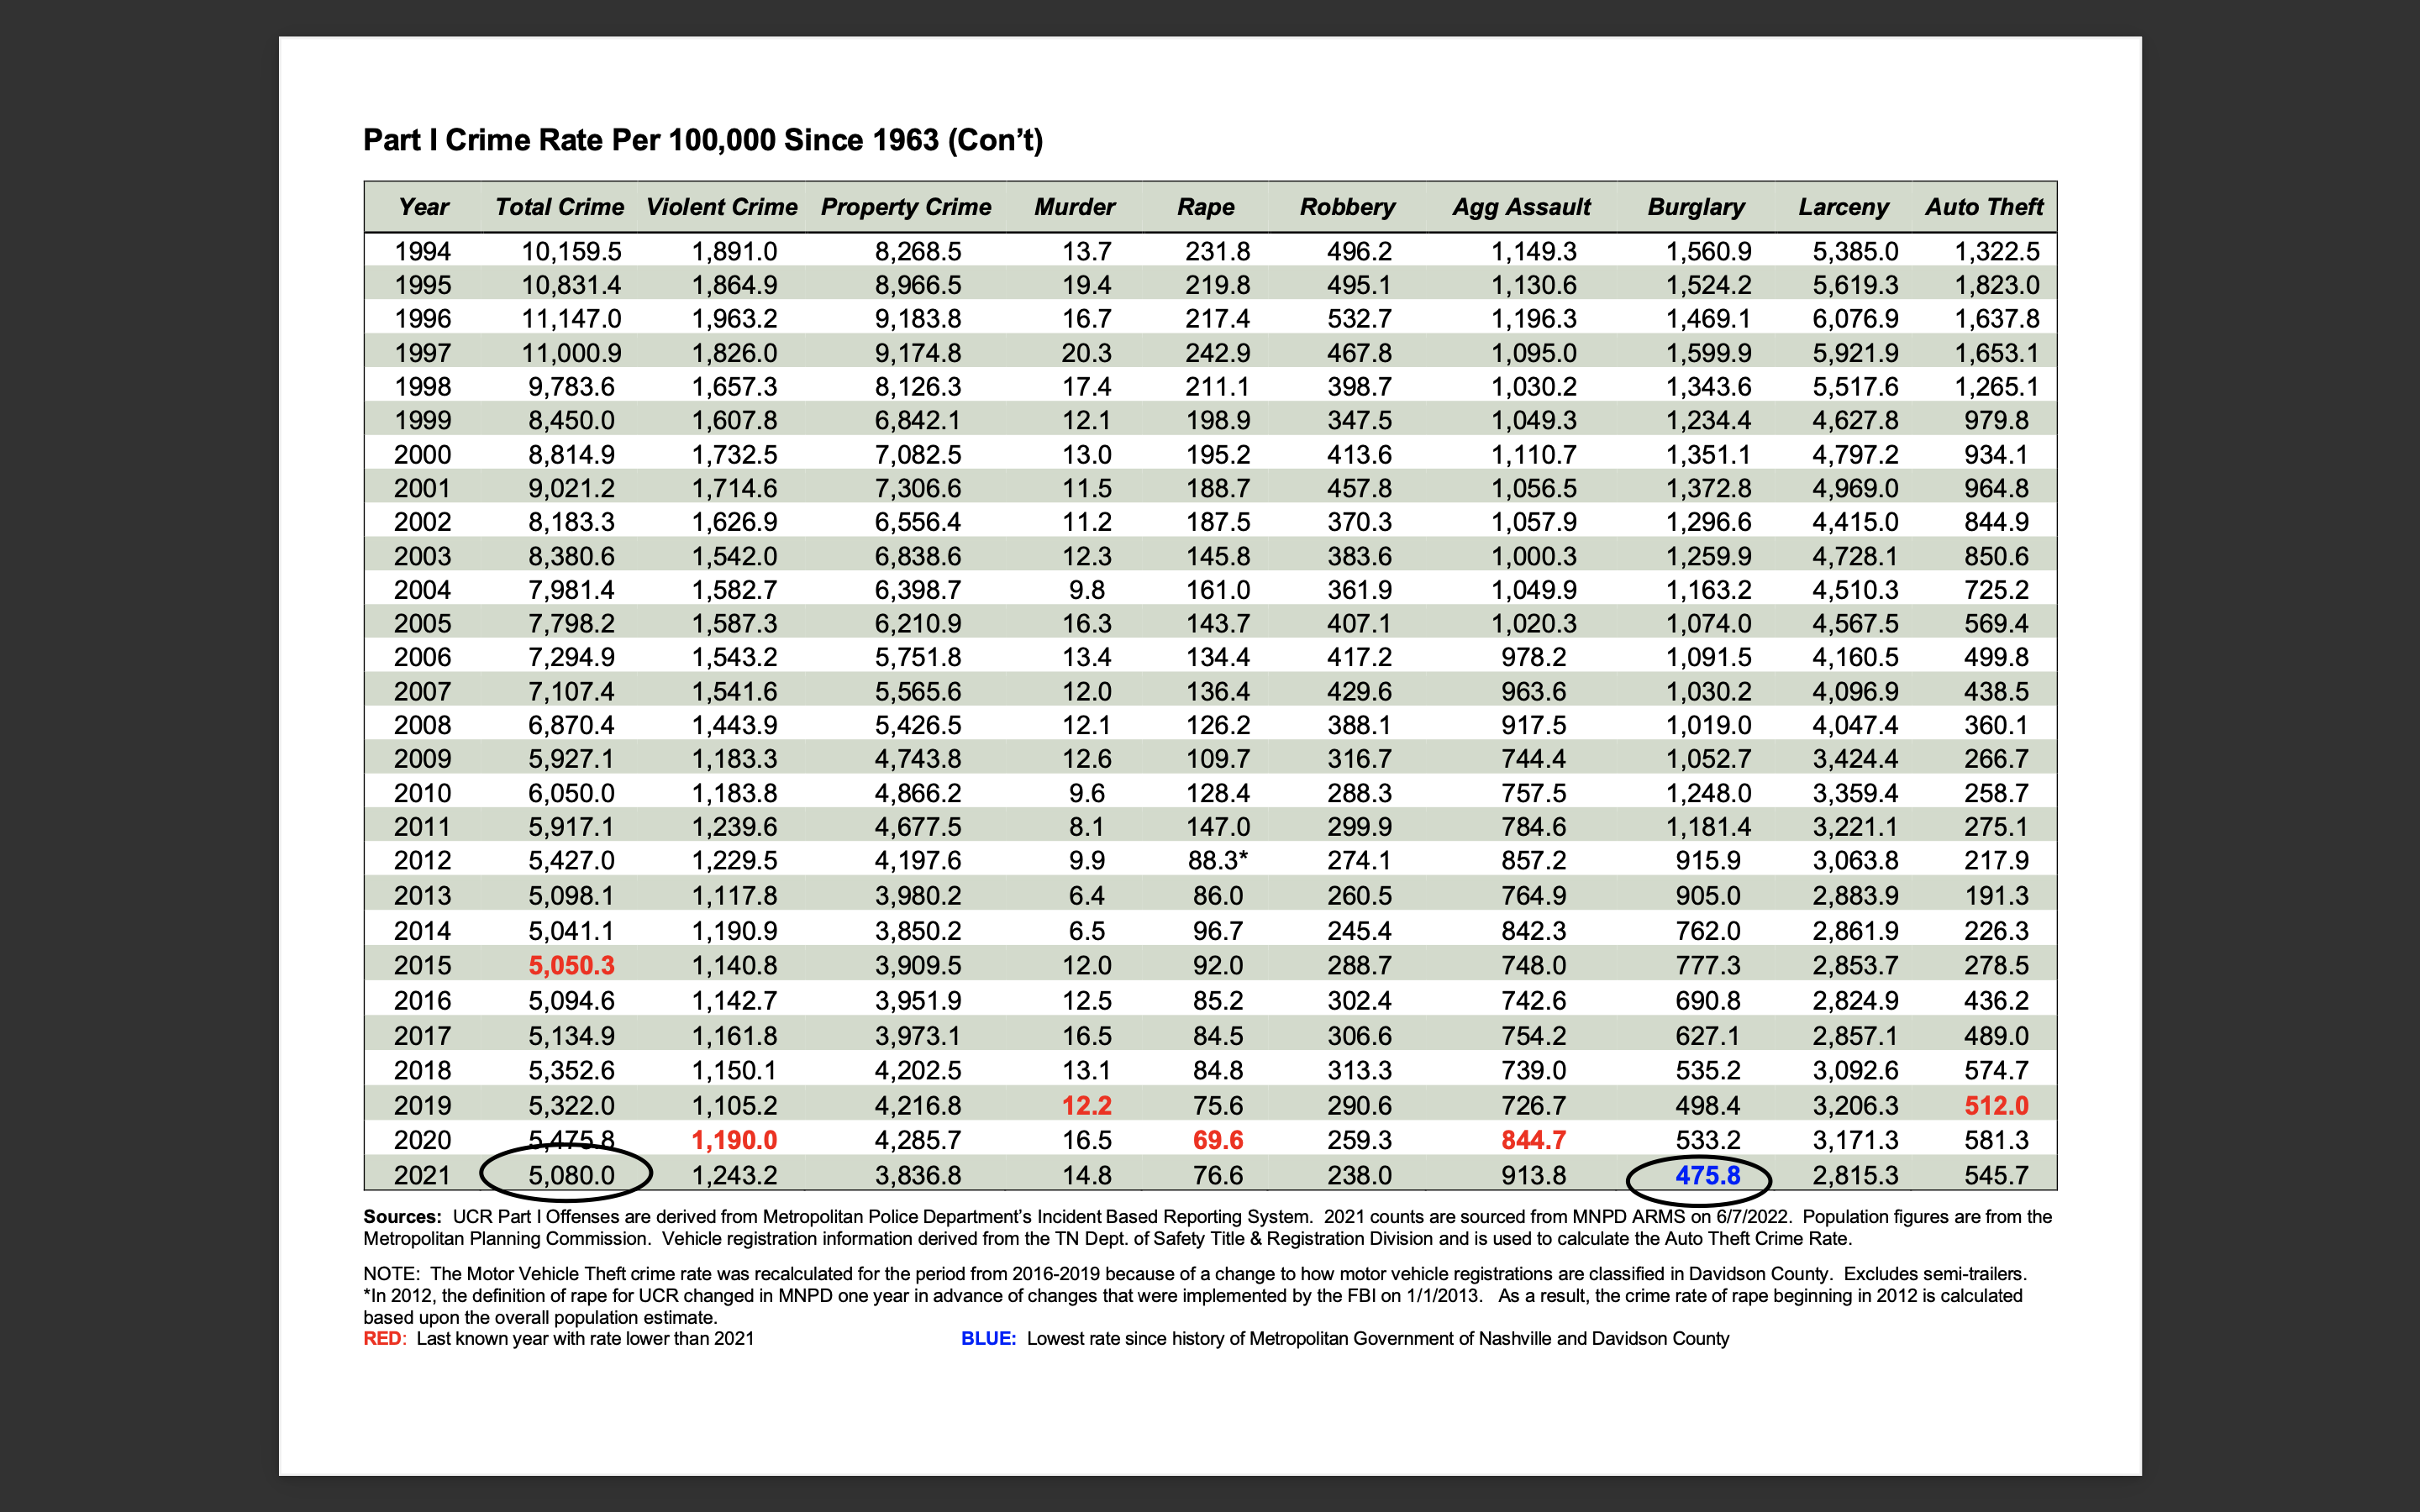 Part I Crime Rate Per 100,000 Since 1963 (Con’t)
Year Total Crime Violent Crime Property Crime Murder Rape Robbery Agg Assault Burglary Larceny Auto Theft
1994 10,159.5 1,891.0 8,268.5 13.7 231.8 496.2 1,149.3 1,560.9 5,385.0 1,322.5
1995 10,831.4 1,864.9 8,966.5 19.4 219.8 495.1 1,130.6 1,524.2 5,619.3 1,823.0
1996 11,147.0 1,963.2 9,183.8 16.7 217.4 532.7 1,196.3 1,469.1 6,076.9 1,637.8
1997 11,000.9 1,826.0 9,174.8 20.3 242.9 467.8 1,095.0 1,599.9 5,921.9 1,653.1
1998 9,783.6 1,657.3 8,126.3 17.4 211.1 398.7 1,030.2 1,343.6 5,517.6 1,265.1
1999 8,450.0 1,607.8 6,842.1 12.1 198.9 347.5 1,049.3 1,234.4 4,627.8 979.8
2000 8,814.9 1,732.5 7,082.5 13.0 195.2 413.6 1,110.7 1,351.1 4,797.2 934.1
2001 9,021.2 1,714.6 7,306.6 11.5 188.7 457.8 1,056.5 1,372.8 4,969.0 964.8
2002 8,183.3 1,626.9 6,556.4 11.2 187.5 370.3 1,057.9 1,296.6 4,415.0 844.9
2003 8,380.6 1,542.0 6,838.6 12.3 145.8 383.6 1,000.3 1,259.9 4,728.1 850.6
2004 7,981.4 1,582.7 6,398.7 9.8 161.0 361.9 1,049.9 1,163.2 4,510.3 725.2
2005 7,798.2 1,587.3 6,210.9 16.3 143.7 407.1 1,020.3 1,074.0 4,567.5 569.4
2006 7,294.9 1,543.2 5,751.8 13.4 134.4 417.2 978.2 1,091.5 4,160.5 499.8
2007 7,107.4 1,541.6 5,565.6 12.0 136.4 429.6 963.6 1,030.2 4,096.9 438.5
2008 6,870.4 1,443.9 5,426.5 12.1 126.2 388.1 917.5 1,019.0 4,047.4 360.1
2009 5,927.1 1,183.3 4,743.8 12.6 109.7 316.7 744.4 1,052.7 3,424.4 266.7
2010 6,050.0 1,183.8 4,866.2 9.6 128.4 288.3 757.5 1,248.0 3,359.4 258.7
2011 5,917.1 1,239.6 4,677.5 8.1 147.0 299.9 784.6 1,181.4 3,221.1 275.1
2012 5,427.0 1,229.5 4,197.6 9.9 88.3* 274.1 857.2 915.9 3,063.8 217.9
2013 5,098.1 1,117.8 3,980.2 6.4 86.0 260.5 764.9 905.0 2,883.9 191.3
2014 5,041.1 1,190.9 3,850.2 6.5 96.7 245.4 842.3 762.0 2,861.9 226.3
2015 5,050.3 1,140.8 3,909.5 12.0 92.0 288.7 748.0 777.3 2,853.7 278.5
2016 5,094.6 1,142.7 3,951.9 12.5 85.2 302.4 742.6 690.8 2,824.9 436.2
2017 5,134.9 1,161.8 3,973.1 16.5 84.5 306.6 754.2 627.1 2,857.1 489.0
2018 5,352.6 1,150.1 4,202.5 13.1 84.8 313.3 739.0 535.2 3,092.6 574.7
2019 5,322.0 1,105.2 4,216.8 12.2 75.6 290.6 726.7 498.4 3,206.3 512.0
2020 5,475.8 1,190.0 4,285.7 16.5 69.6 259.3 844.7 533.2 3,171.3 581.3
2021 5,080.0 1,243.2 3,836.8 14.8 76.6 238.0 913.8 475.8 2,815.3 545.7
Sources: UCR Part I Offenses are derived from Metropolitan Police Department’s Incident Based Reporting System. 2021 counts are sourced from MNPD ARMS on 6/7/2022. Population figures are from the
Metropolitan Planning Commission. Vehicle registration information derived from the TN Dept. of Safety Title & Registration Division and is used to calculate the Auto Theft Crime Rate.
NOTE: The Motor Vehicle Theft crime rate was recalculated for the period from 2016-2019 because of a change to how motor vehicle registrations are classified in Davidson County. Excludes semi-trailers.
*In 2012, the definition of rape for UCR changed in MNPD one year in advance of changes that were implemented by the FBI on 1/1/2013. As a result, the crime rate of rape beginning in 2012 is calculated
based upon the overall population estimate.
RED: Last known year with rate lower than 2021 BLUE: Lowest rate since history of Metropolitan Government of Nashville and Davidson County